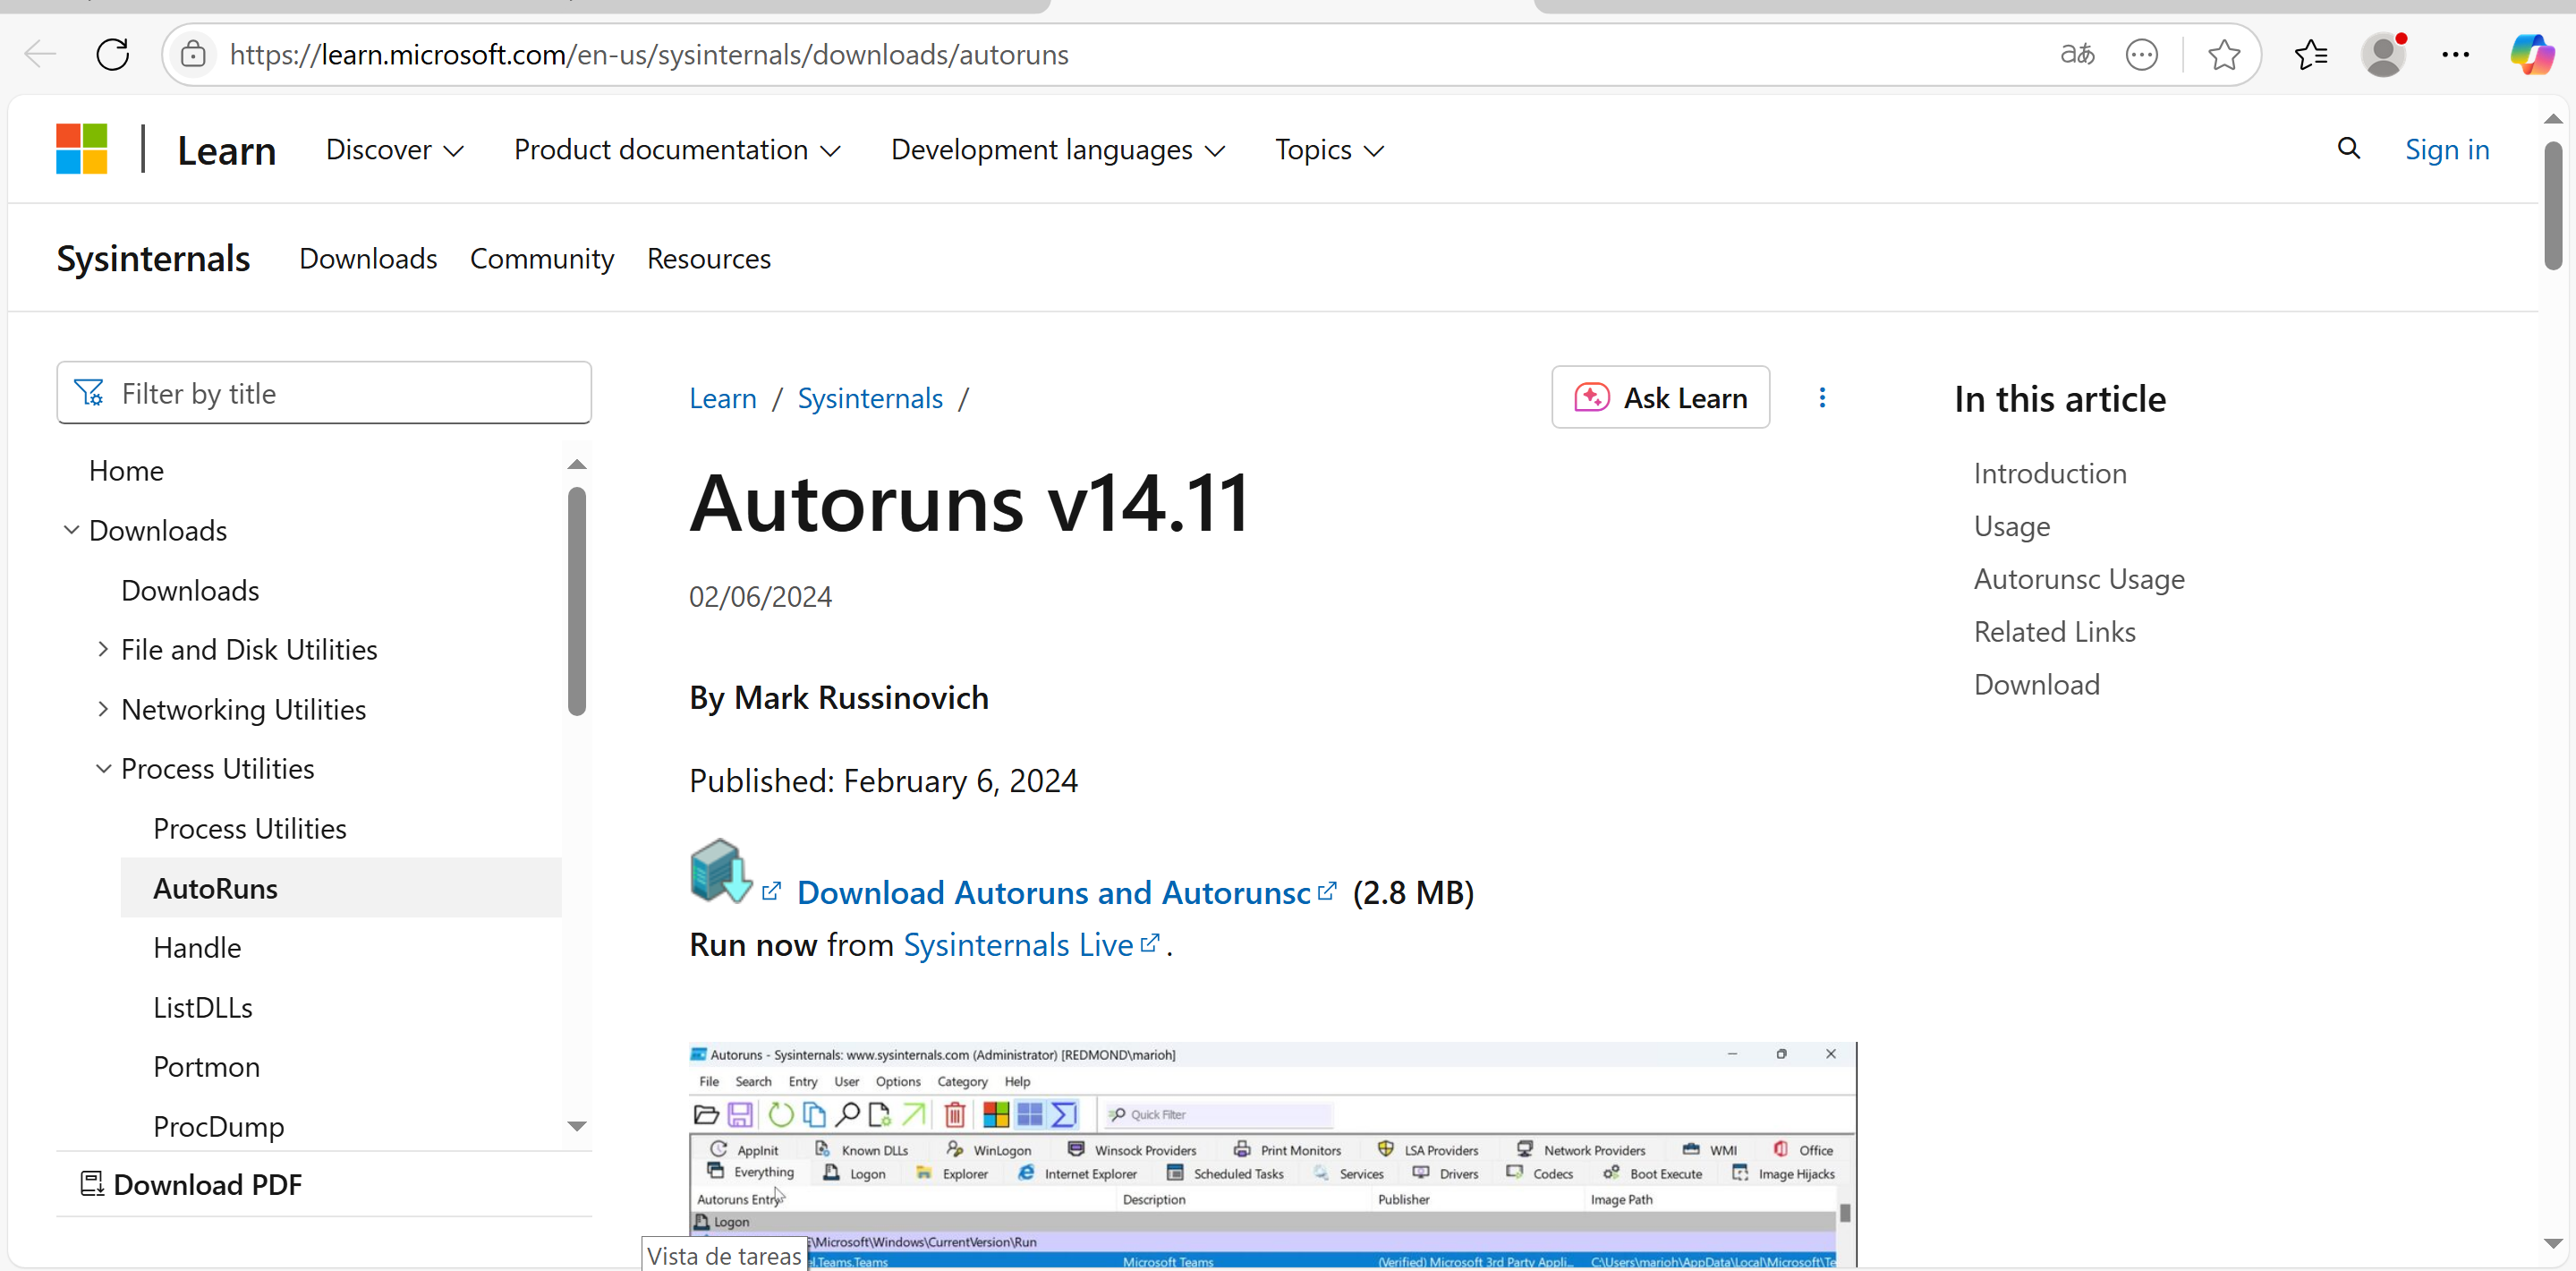 https://learn.microsoft.com/en-us/sysinternals/downloads/autoruns
Learn Discover Product documentation Development languages Topics Sign in
Sysinternals Downloads Community Resources
Filter by title
Home
Downloads
Downloads
File and Disk Utilities
Networking Utilities
Process Utilities
Process Utilities
AutoRuns
Handle
ListDLLs
Portmon
ProcDump
Download PDF
Learn / Sysinternals /
Ask Learn
Autoruns v14.11
02/06/2024
By Mark Russinovich
Published: February 6, 2024
Download Autoruns and Autorunsc (2.8 MB)
Run now from Sysinternals Live.
Autoruns - Sysinternals: www.sysinternals.com (Administrator) [REDMOND\marioh]
File Search Entry User Options Category Help
Quick Filter
AppInit Known DLLs WinLogon Winsock Providers Print Monitors LSA Providers Network Providers WMI Office
Everything Logon Explorer Internet Explorer Scheduled Tasks Services Drivers Codecs Boot Execute Image Hijacks
Autoruns Entry Description Publisher Image Path
Logon
\Microsoft\Windows\CurrentVersion\Run
.Teams.Teams Microsoft Teams (Verified) Microsoft 3rd Party Appli... C:\Users\marioh\AppData\Local\Microsoft\Te
Vista de tareas
In this article
Introduction
Usage
Autorunsc Usage
Related Links
Download